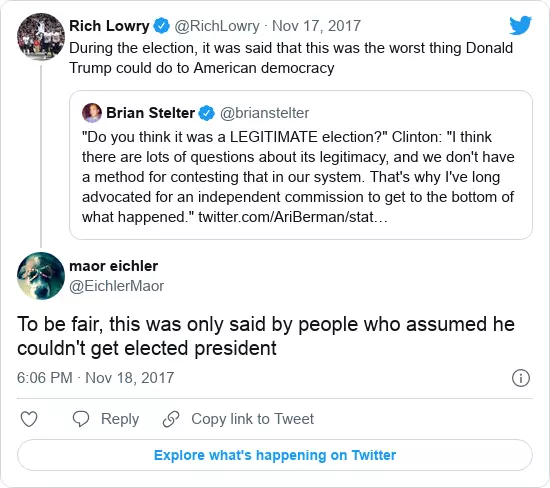 Rich Lowry @RichLowry · Nov 17, 2017
During the election, it was said that this was the worst thing Donald
Trump could do to American democracy
Brian Stelter @brianstelter
"Do you think it was a LEGITIMATE election?" Clinton: "I think
there are lots of questions about its legitimacy, and we don't have
a method for contesting that in our system. That's why I've long
advocated for an independent commission to get to the bottom of
what happened." twitter.com/AriBerman/stat…
maor eichler
@EichlerMaor
To be fair, this was only said by people who assumed he
couldn't get elected president
6:06 PM · Nov 18, 2017
Reply Copy link to Tweet
Explore what's happening on Twitter